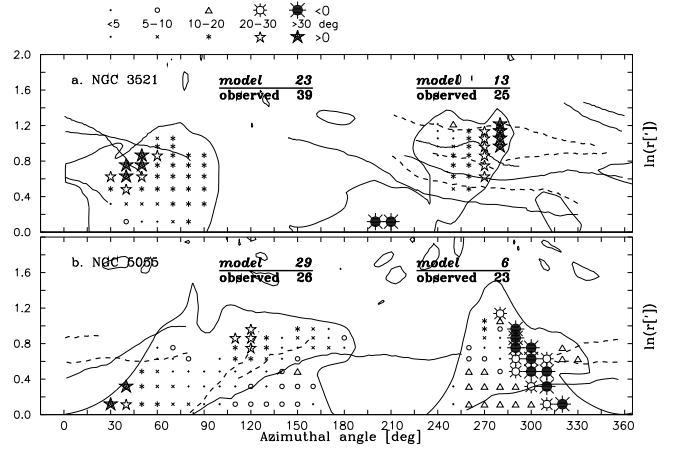 <0
<5 5-10 10-20 20-30 >30 deg
>0
2.0
a. NGC 3521
model 23
observed 39
model 13
observed 25
1.6
1.2
0.8
0.4
0.0
ln(r['])
b. NGC 5055
model 29
observed 26
model 6
observed 23
1.6
1.2
0.8
0.4
0.0
ln(r['])
0 30 60 90 120 150 180 210 240 270 300 330 360
Azimuthal angle [deg]